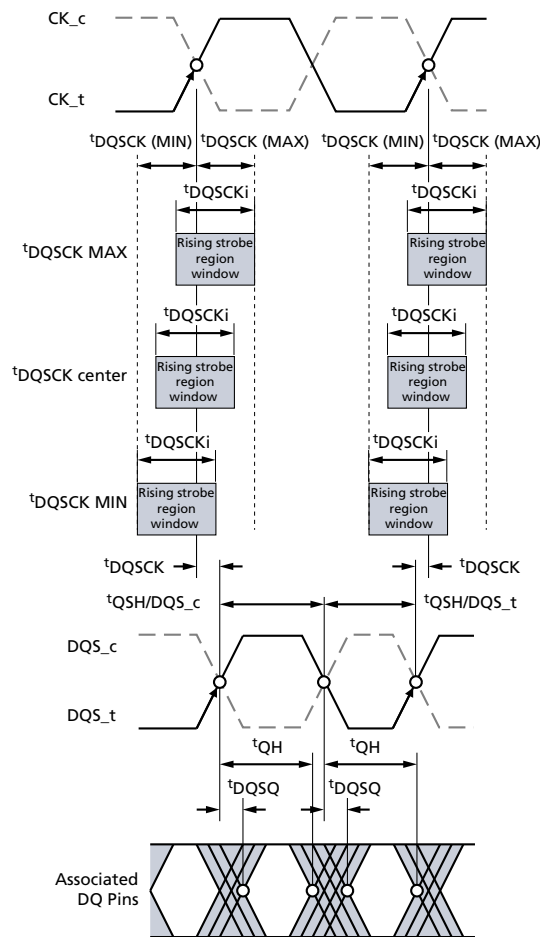 CK_c
CK_t
tDQSCK (MIN) tDQSCK (MAX) tDQSCK (MIN) tDQSCK (MAX)
tDQSCKi tDQSCKi
tDQSCK MAX
Rising strobe
region
window
Rising strobe
region
window
tDQSCKi tDQSCKi
tDQSCK center
Rising strobe
region
window
Rising strobe
region
window
tDQSCKi tDQSCKi
tDQSCK MIN
Rising strobe
region
window
Rising strobe
region
window
tDQSCK tDQSCK
tQSH/DQS_c tQSH/DQS_t
DQS_c
DQS_t
tQH tQH
tDQSQ tDQSQ
Associated
DQ Pins